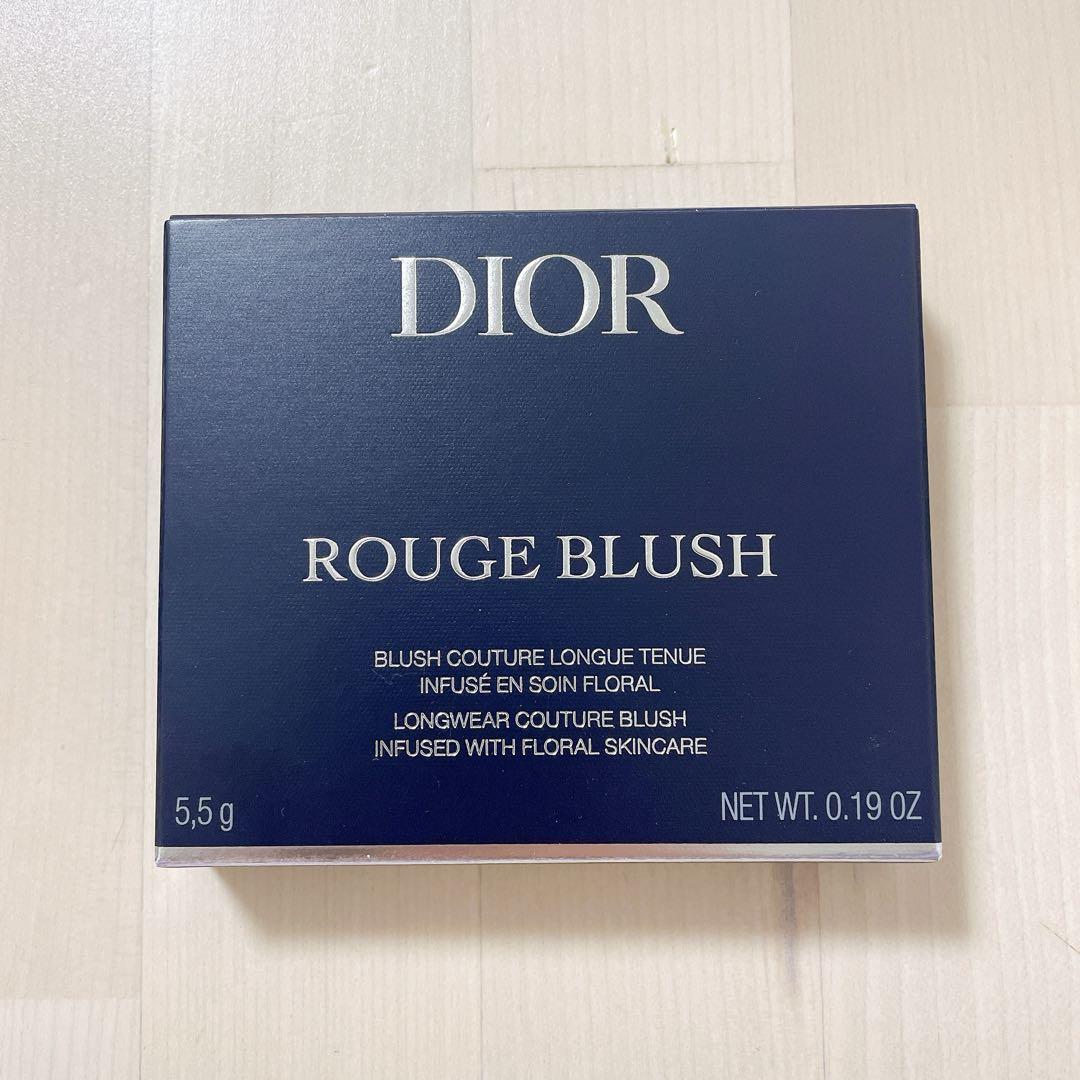 DIOR
ROUGE BLUSH
BLUSH COUTURE LONGUE TENUE
INFUSÉ EN SOIN FLORAL
LONGWEAR COUTURE BLUSH
INFUSED WITH FLORAL SKINCARE
5,5 g
NET WT. 0.19 OZ